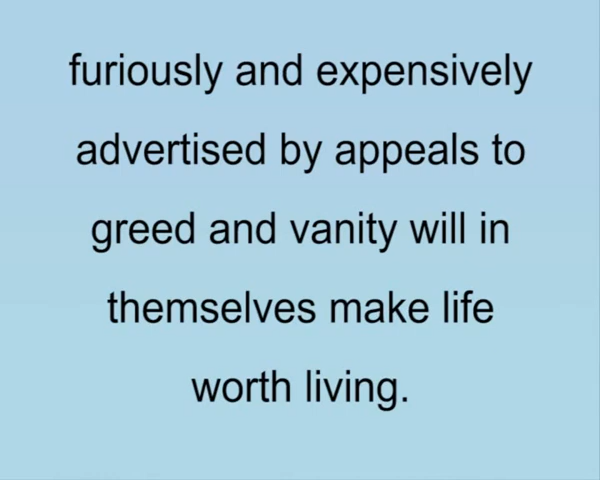 furiously and expensively
advertised by appeals to
greed and vanity will in
themselves make life
worth living.